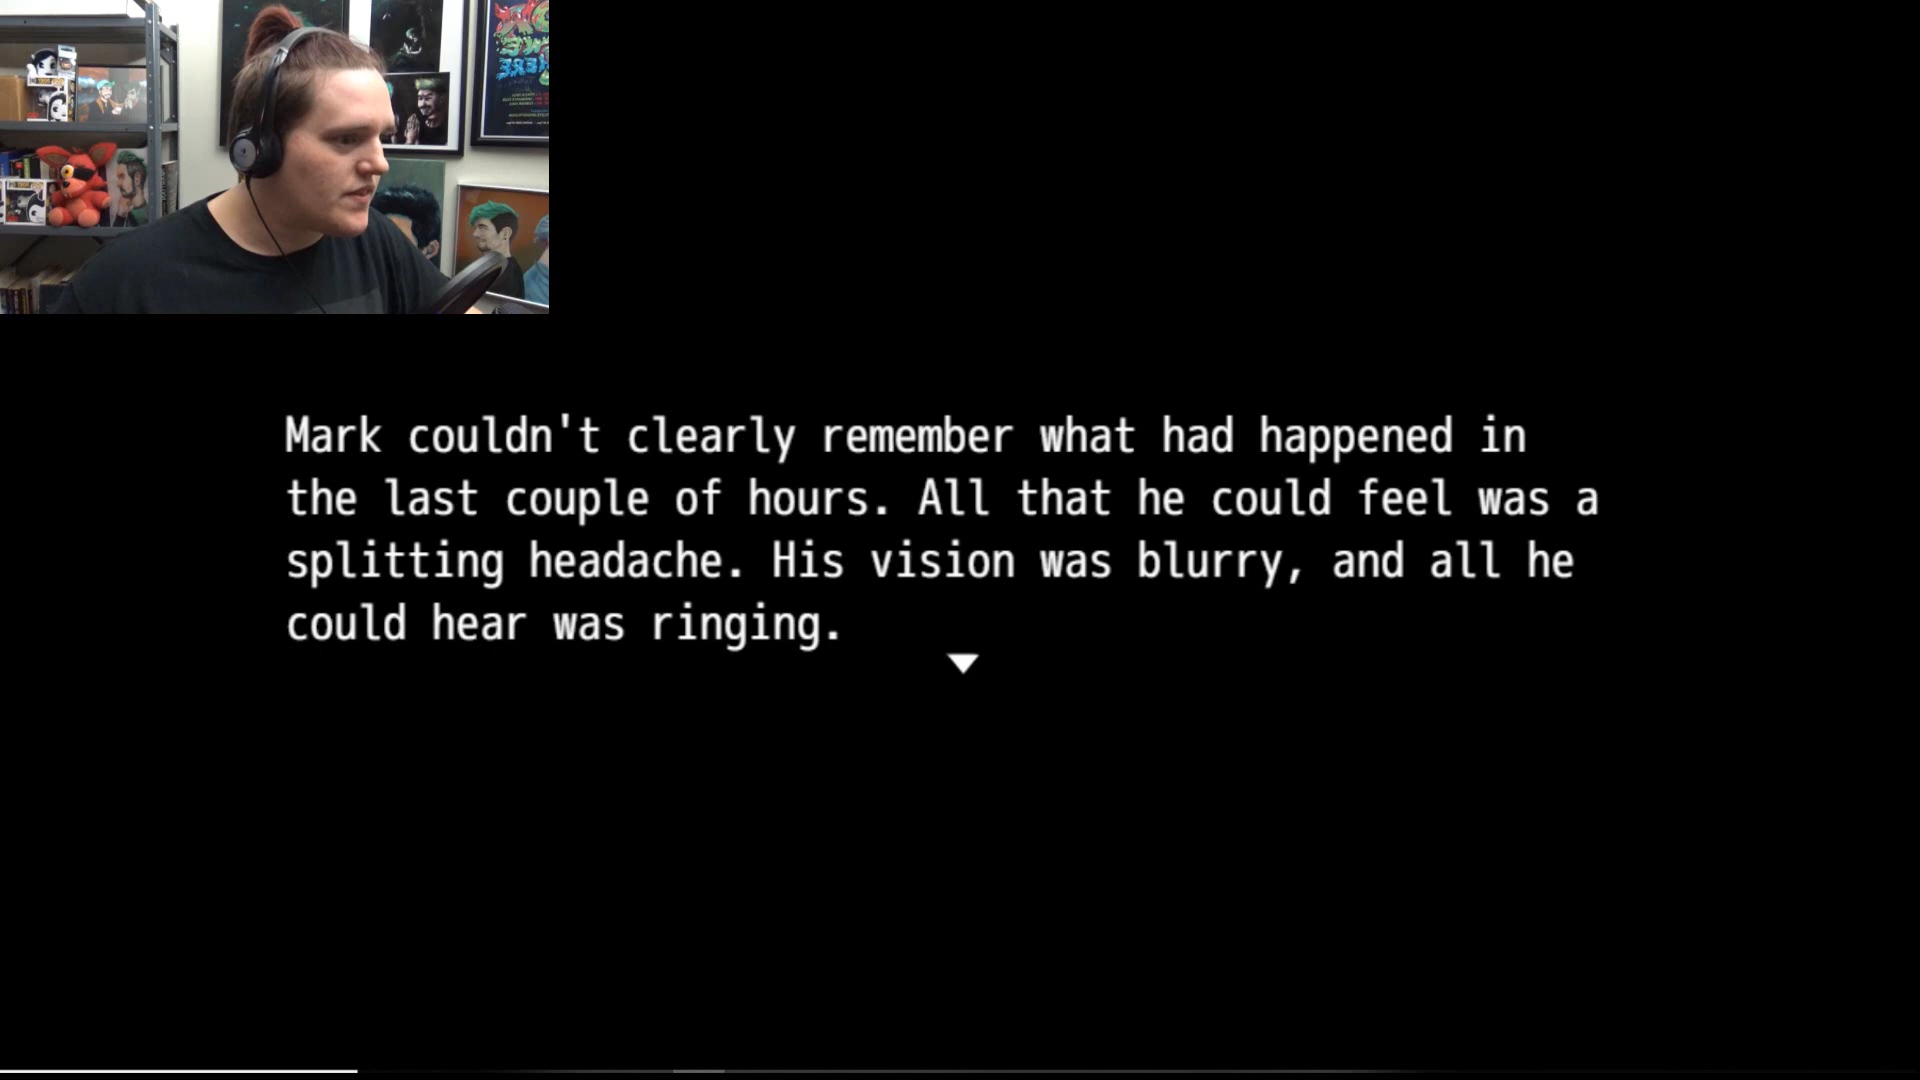 Mark couldn't clearly remember what had happened in
the last couple of hours. All that he could feel was a
splitting headache. His vision was blurry, and all he
could hear was ringing.